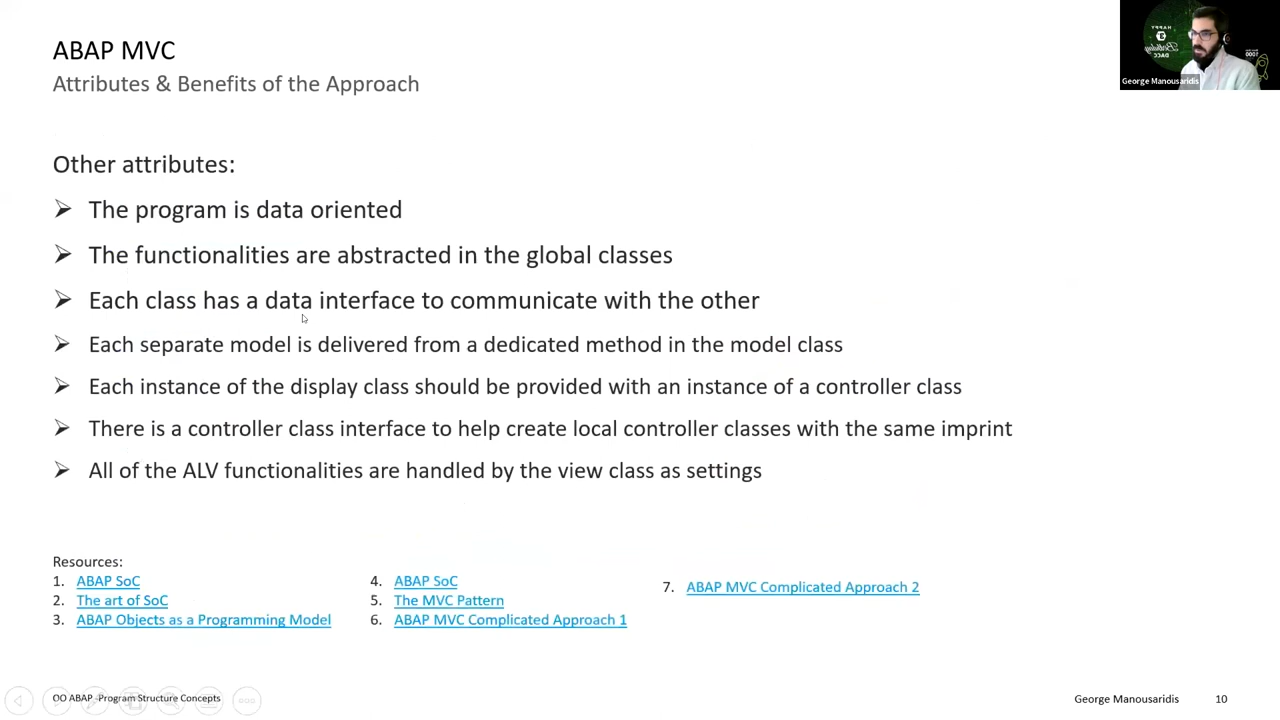 ABAP MVC
Attributes & Benefits of the Approach
George Manousaridis
Other attributes:
➢ The program is data oriented
➢ The functionalities are abstracted in the global classes
➢ Each class has a data interface to communicate with the other
➢ Each separate model is delivered from a dedicated method in the model class
➢ Each instance of the display class should be provided with an instance of a controller class
➢ There is a controller class interface to help create local controller classes with the same imprint
➢ All of the ALV functionalities are handled by the view class as settings
Resources:
1. ABAP SoC
2. The art of SoC
3. ABAP Objects as a Programming Model
4. ABAP SoC
5. The MVC Pattern
6. ABAP MVC Complicated Approach 1
7. ABAP MVC Complicated Approach 2
OO ABAP -Program Structure Concepts
George Manousaridis 10